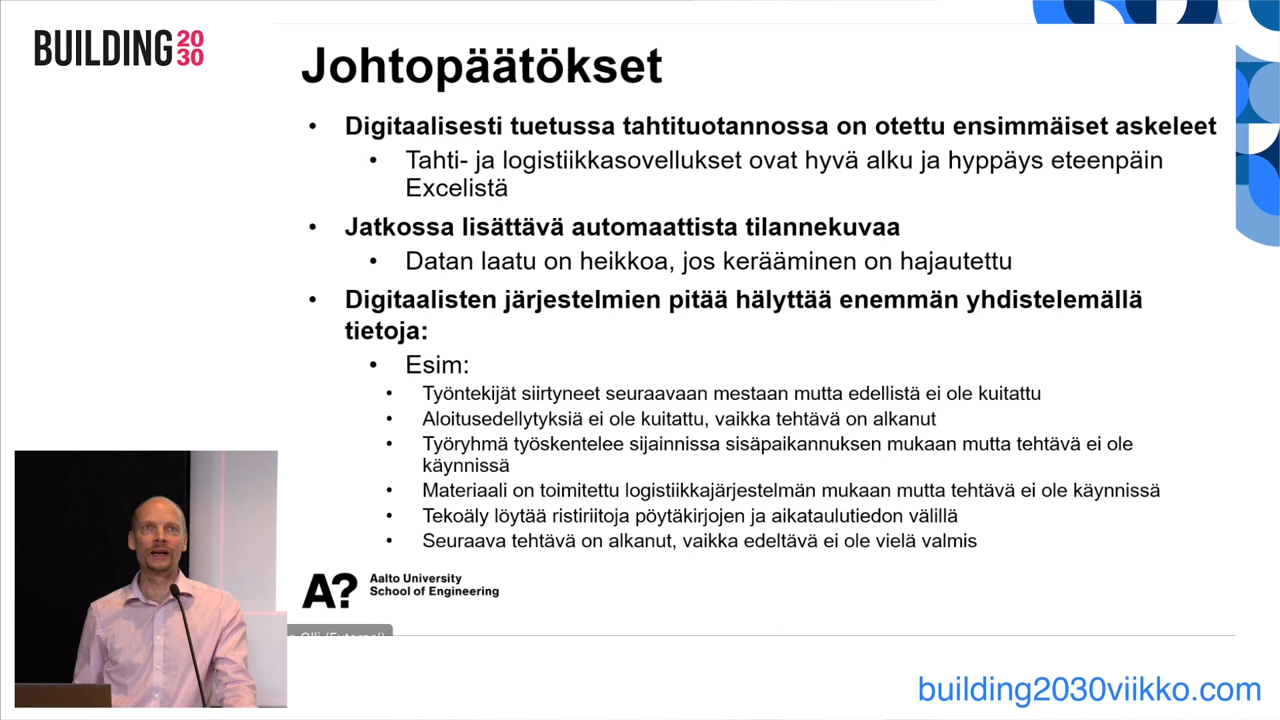 BUILDING 20
30
Johtopäätökset
• Digitaalisesti tuetussa tahtituotannossa on otettu ensimmäiset askeleet
• Tahti- ja logistiikkasovellukset ovat hyvä alku ja hyppäys eteenpäin
Excelistä
• Jatkossa lisättävä automaattista tilannekuvaa
• Datan laatu on heikkoa, jos kerääminen on hajautettu
• Digitaalisten järjestelmien pitää hälyttää enemmän yhdistelemällä
tietoja:
• Esim:
• Työntekijät siirtyneet seuraavaan mestaan mutta edellistä ei ole kuitattu
• Aloitusedellytyksiä ei ole kuitattu, vaikka tehtävä on alkanut
• Työryhmä työskentelee sijainnissa sisäpaikannuksen mukaan mutta tehtävä ei ole
käynnissä
• Materiaali on toimitettu logistiikkajärjestelmän mukaan mutta tehtävä ei ole käynnissä
• Tekoäly löytää ristiriitoja pöytäkirjojen ja aikataulutiedon välillä
• Seuraava tehtävä on alkanut, vaikka edeltävä ei ole vielä valmis
A?
Aalto University
School of Engineering
Olli (External)
building2030viikko.com